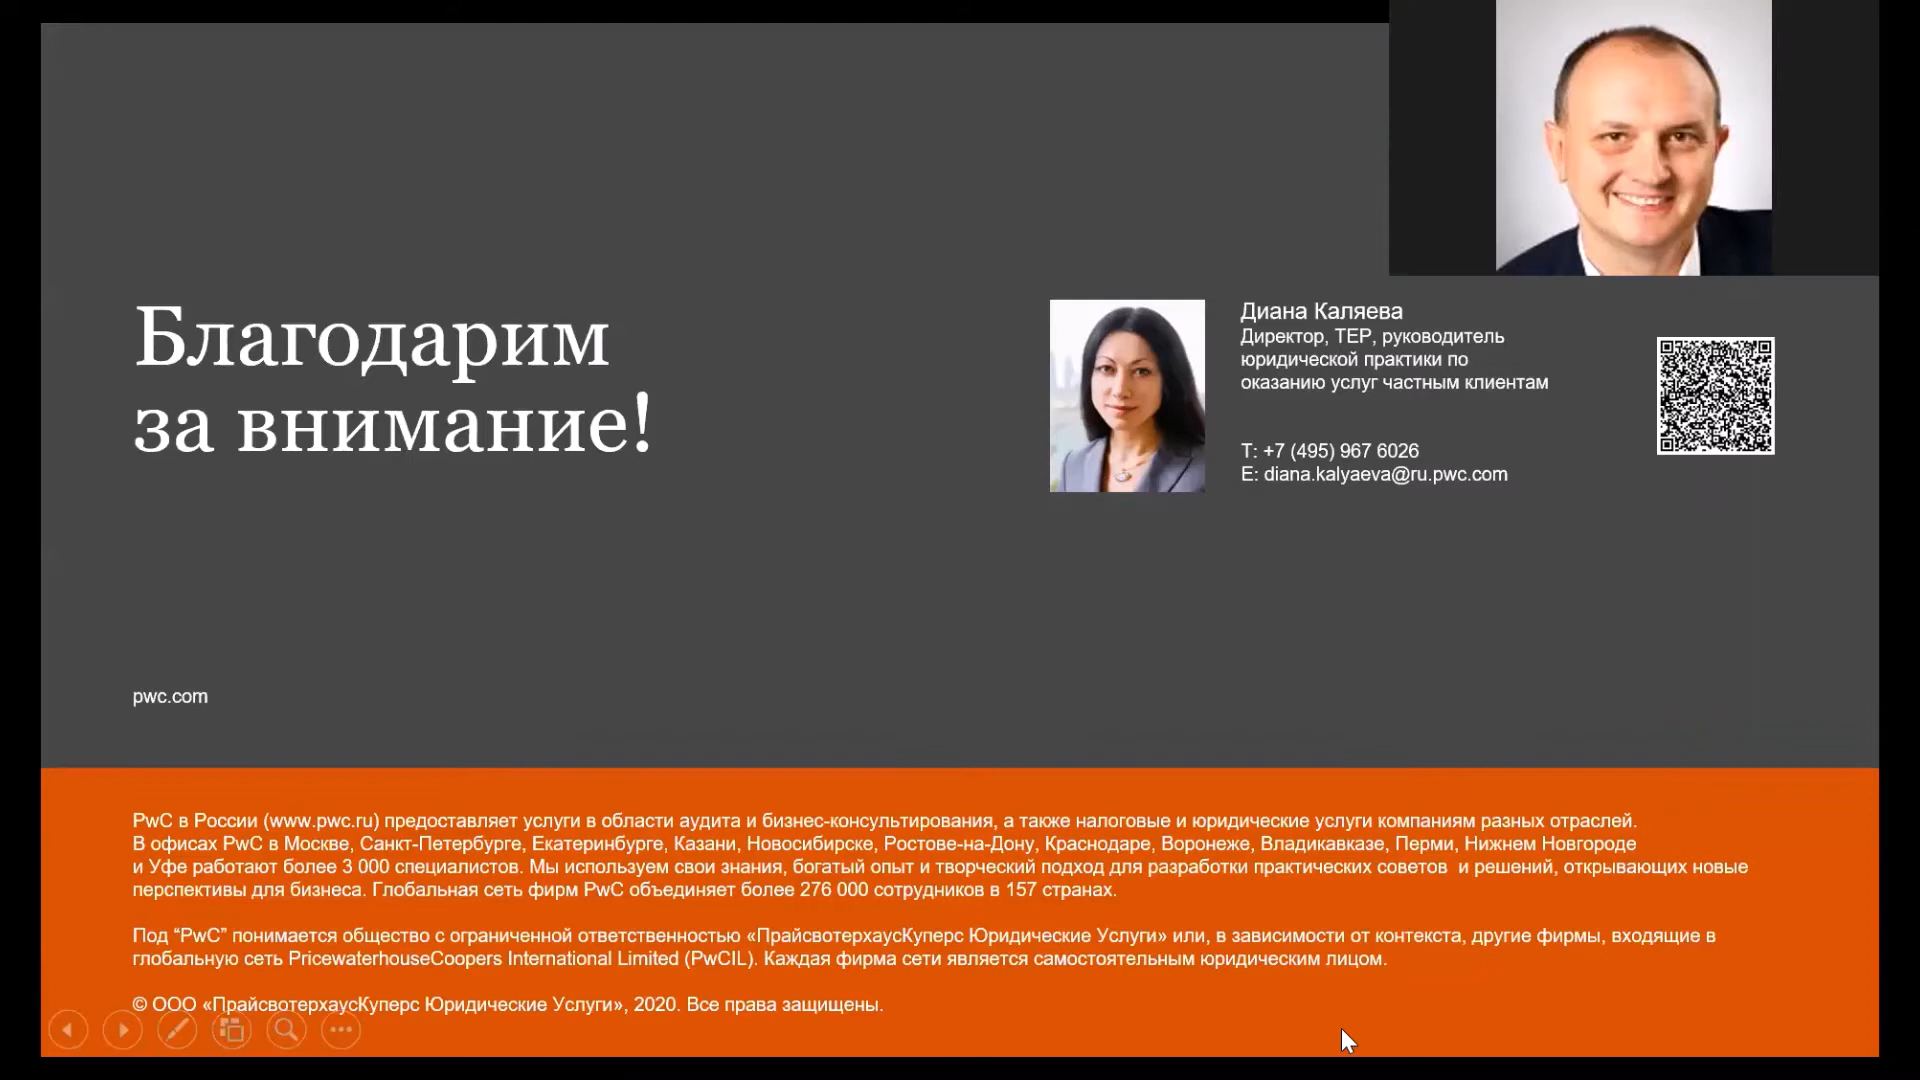 Благодарим
за внимание!
Диана Каляева
Директор, TEP, руководитель
юридической практики по
оказанию услуг частным клиентам
T: +7 (495) 967 6026
E: diana.kalyaeva@ru.pwc.com
pwc.com
PwC в России (www.pwc.ru) предоставляет услуги в области аудита и бизнес-консультирования, а также налоговые и юридические услуги компаниям разных отраслей.
В офисах PwC в Москве, Санкт-Петербурге, Екатеринбурге, Казани, Новосибирске, Ростове-на-Дону, Краснодаре, Воронеже, Владикавказе, Перми, Нижнем Новгороде
и Уфе работают более 3 000 специалистов. Мы используем свои знания, богатый опыт и творческий подход для разработки практических советов и решений, открывающих новые
перспективы для бизнеса. Глобальная сеть фирм PwC объединяет более 276 000 сотрудников в 157 странах.
Под “PwC” понимается общество с ограниченной ответственностью «ПрайсвотерхаусКуперс Юридические Услуги» или, в зависимости от контекста, другие фирмы, входящие в
глобальную сеть PricewaterhouseCoopers International Limited (PwCIL). Каждая фирма сети является самостоятельным юридическим лицом.
© ООО «ПрайсвотерхаусКуперс Юридические Услуги», 2020. Все права защищены.